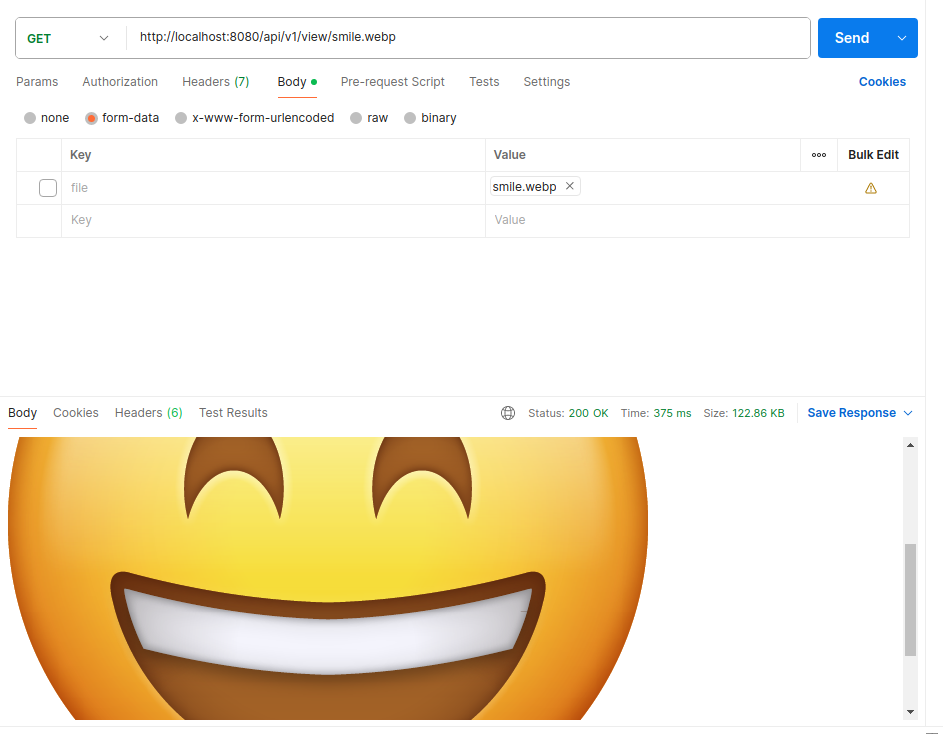 GET http://localhost:8080/api/v1/view/smile.webp Send
Params Authorization Headers (7) Body Pre-request Script Tests Settings Cookies
none form-data x-www-form-urlencoded raw binary
Key Value Bulk Edit
file smile.webp
Key Value
Body Cookies Headers (6) Test Results Status: 200 OK Time: 375 ms Size: 122.86 KB Save Response